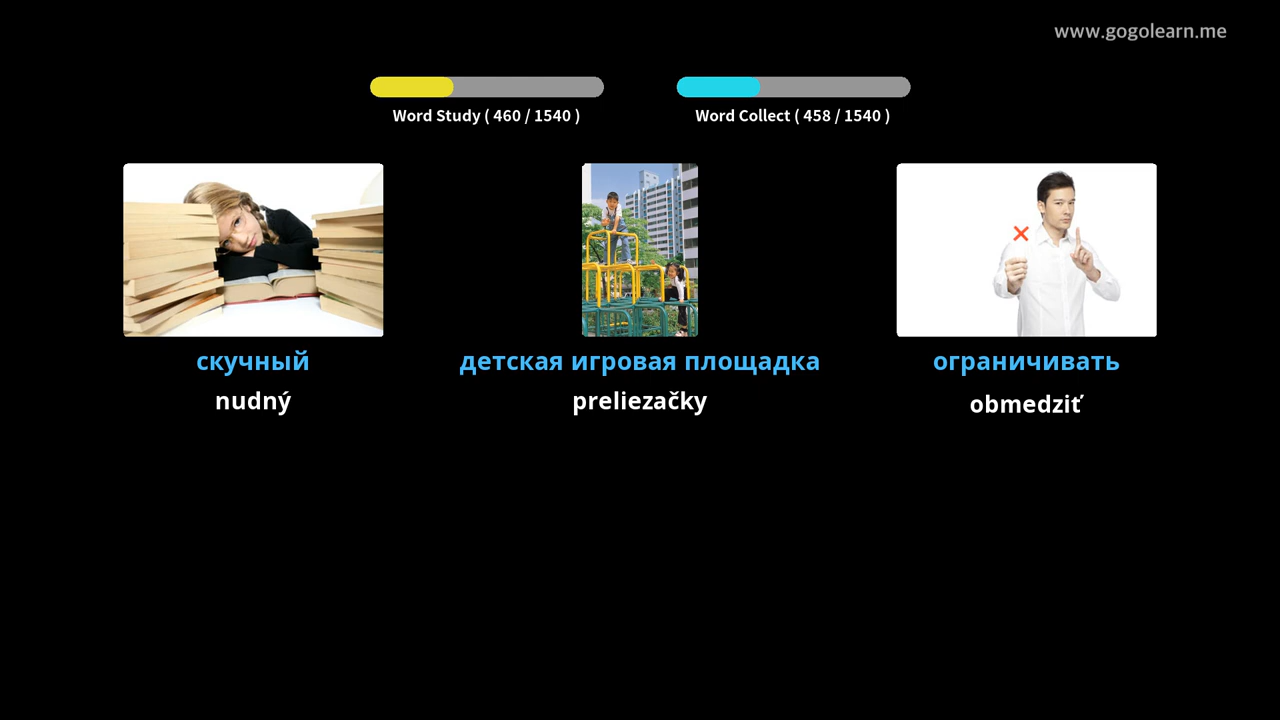 www.gogolearn.me
Word Study ( 460 / 1540 )
Word Collect ( 458 / 1540 )
скучный
детская игровая площадка
ограничивать
nudný
preliezačky
obmedziť